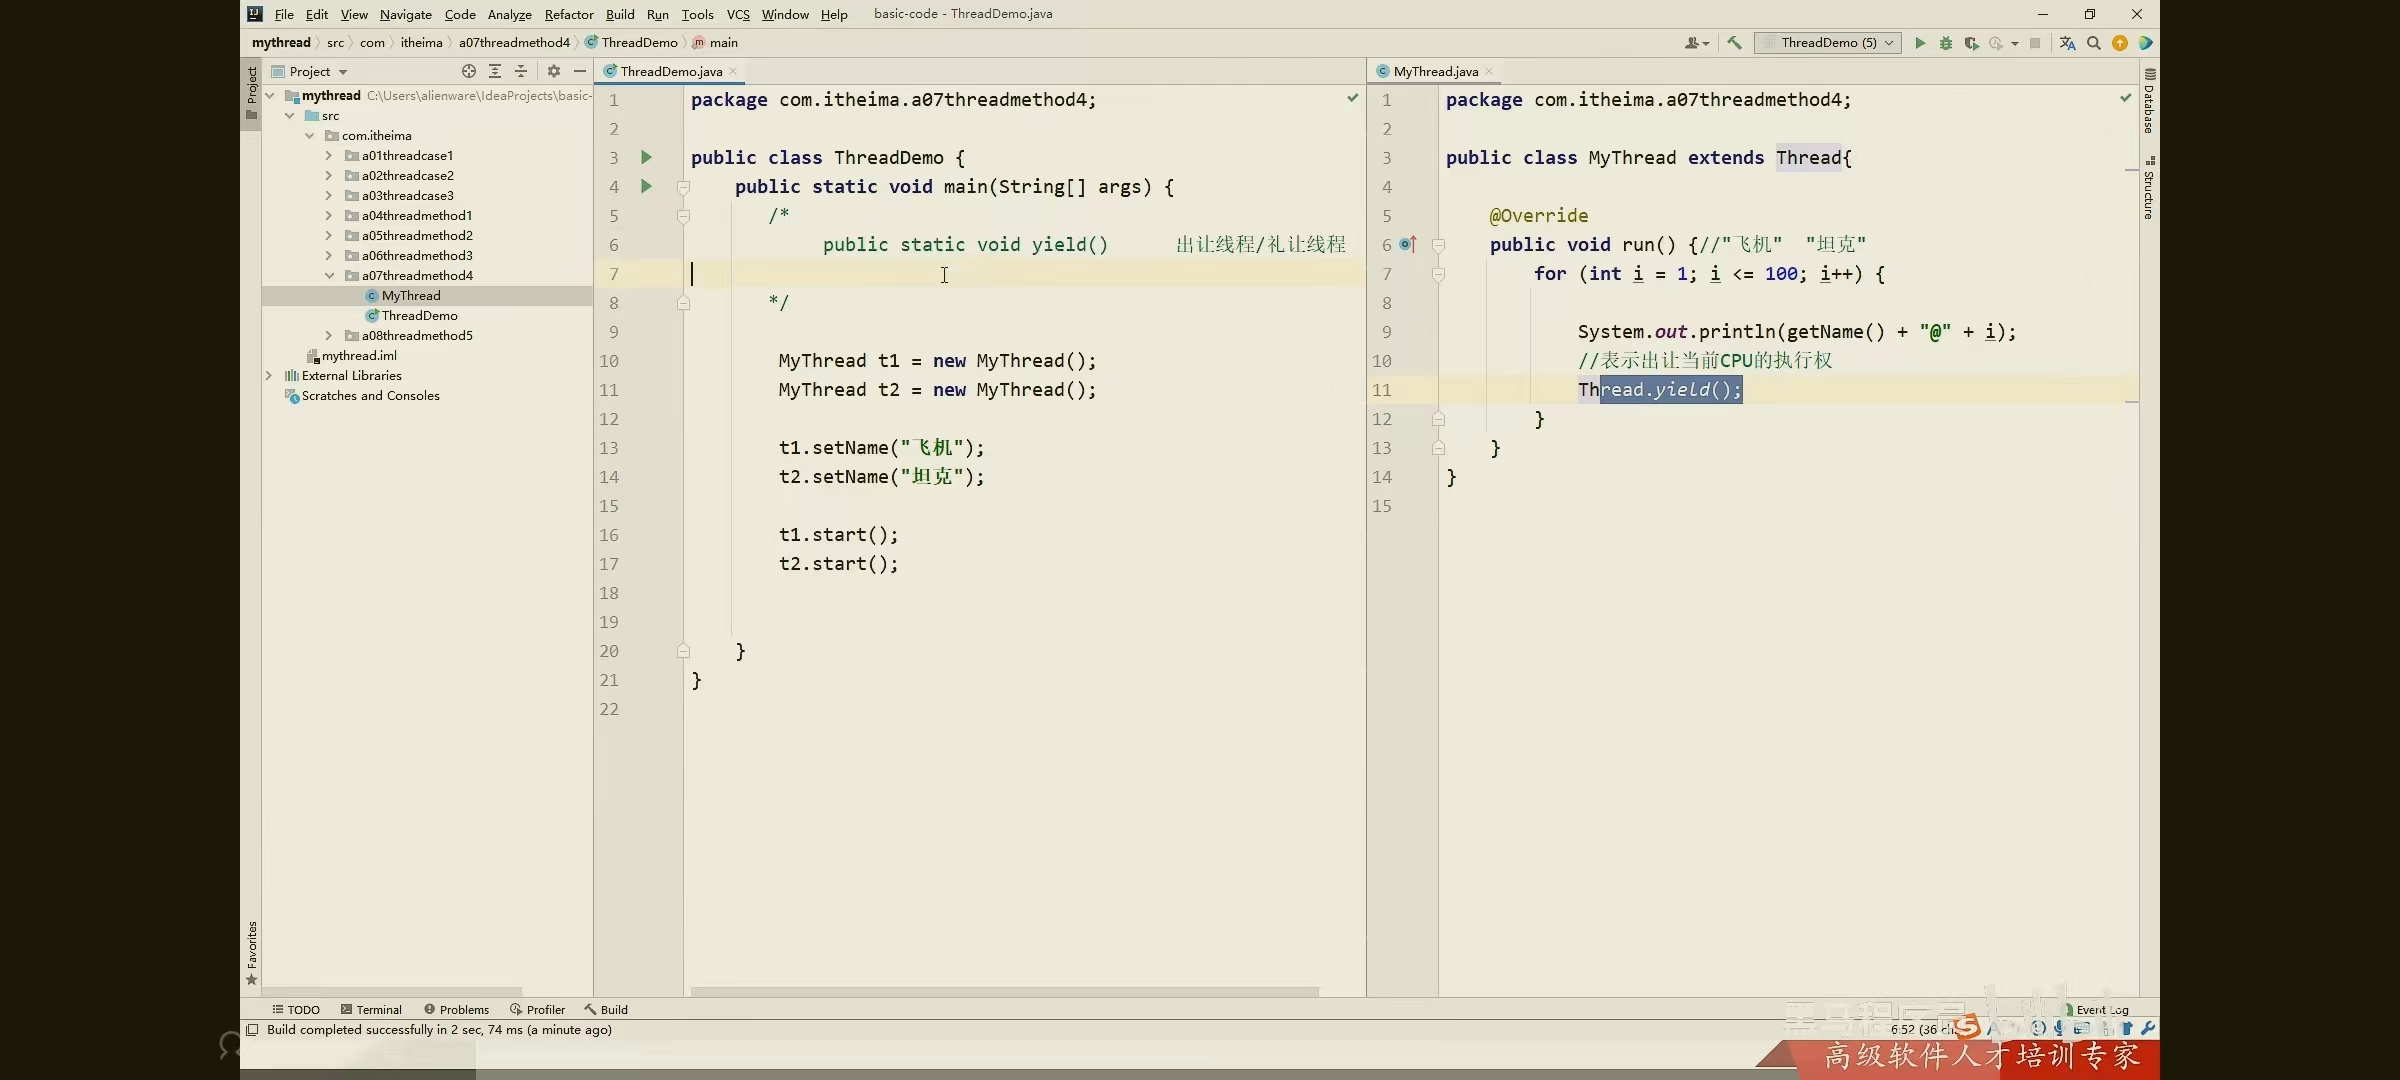 File Edit View Navigate Code Analyze Refactor Build Run Tools VCS Window Help basic-code - ThreadDemo.java
mythread src com itheima a07threadmethod4 ThreadDemo main
ThreadDemo (5)
Project
Project
mythread C:\Users\alienware\IdeaProjects\basic-
src
com.itheima
a01threadcase1
a02threadcase2
a03threadcase3
a04threadmethod1
a05threadmethod2
a06threadmethod3
a07threadmethod4
MyThread
ThreadDemo
a08threadmethod5
mythread.iml
External Libraries
Scratches and Consoles
Favorites
ThreadDemo.java
1 package com.itheima.a07threadmethod4;
2
3 public class ThreadDemo {
4 public static void main(String[] args) {
5 /*
6 public static void yield() 出让线程/礼让线程
7
8 */
9
10 MyThread t1 = new MyThread();
11 MyThread t2 = new MyThread();
12
13 t1.setName("飞机");
14 t2.setName("坦克");
15
16 t1.start();
17 t2.start();
18
19
20 }
21 }
22
MyThread.java
1 package com.itheima.a07threadmethod4;
2
3 public class MyThread extends Thread{
4
5 @Override
6 public void run() {//"飞机" "坦克"
7 for (int i = 1; i <= 100; i++) {
8
9 System.out.println(getName() + "@" + i);
10 //表示出让当前CPU的执行权
11 Thread.yield();
12 }
13 }
14 }
15
Database
Structure
TODO Terminal Problems Profiler Build
Event Log
Build completed successfully in 2 sec, 74 ms (a minute ago)
6:52 (36 ch
黑马程序员
bilibili
高级软件人才培训专家